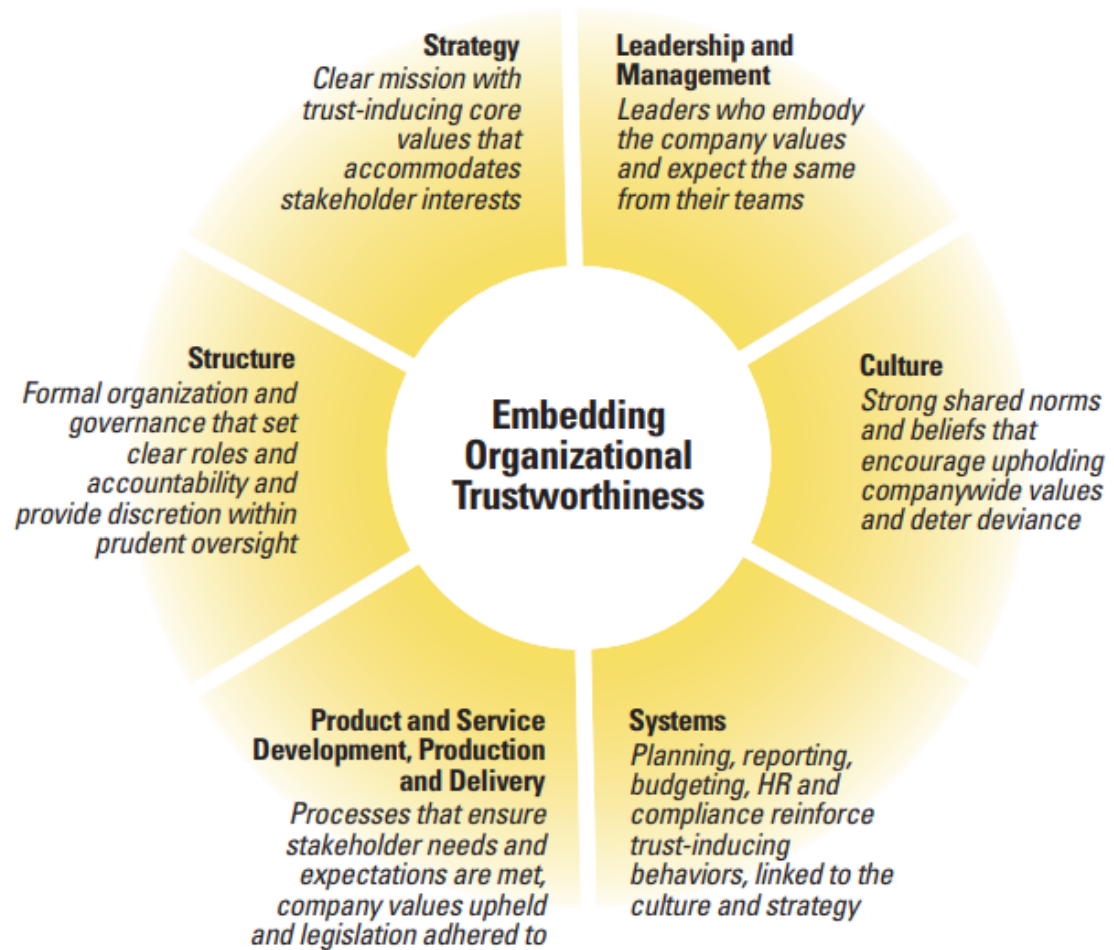 Strategy
Clear mission with
trust-inducing core
values that
accommodates
stakeholder interests
Leadership and
Management
Leaders who embody
the company values
and expect the same
from their teams
Structure
Formal organization and
governance that set
clear roles and
accountability and
provide discretion within
prudent oversight
Embedding
Organizational
Trustworthiness
Culture
Strong shared norms
and beliefs that
encourage upholding
companywide values
and deter deviance
Product and Service
Development, Production
and Delivery
Processes that ensure
stakeholder needs and
expectations are met,
company values upheld
and legislation adhered to
Systems
Planning, reporting,
budgeting, HR and
compliance reinforce
trust-inducing
behaviors, linked to the
culture and strategy